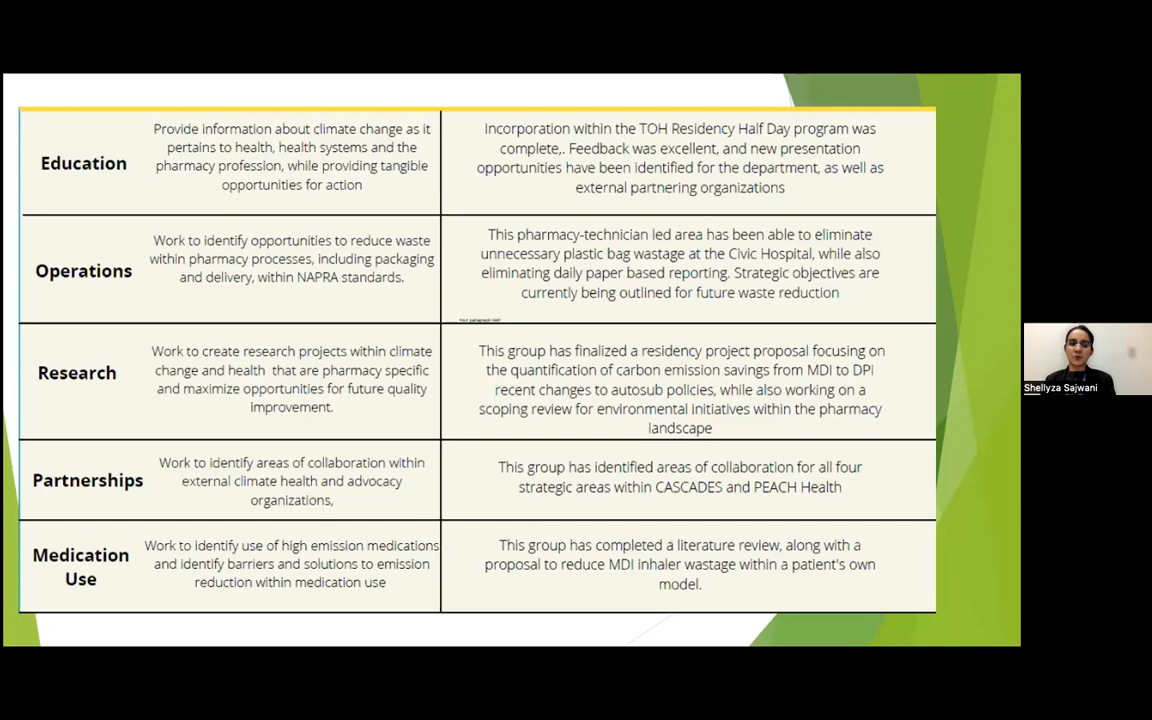 Education
Provide information about climate change as it
pertains to health, health systems and the
pharmacy profession, while providing tangible
opportunities for action
Incorporation within the TOH Residency Half Day program was
complete,. Feedback was excellent, and new presentation
opportunities have been identified for the department, as well as
external partnering organizations
Operations
Work to identify opportunities to reduce waste
within pharmacy processes, including packaging
and delivery, within NAPRA standards.
This pharmacy-technician led area has been able to eliminate
unnecessary plastic bag wastage at the Civic Hospital, while also
eliminating daily paper based reporting. Strategic objectives are
currently being outlined for future waste reduction
Your paragraph text
Research
Work to create research projects within climate
change and health that are pharmacy specific
and maximize opportunities for future quality
improvement.
This group has finalized a residency project proposal focusing on
the quantification of carbon emission savings from MDI to DPI
recent changes to autosub policies, while also working on a
scoping review for environmental initiatives within the pharmacy
landscape
Partnerships
Work to identify areas of collaboration within
external climate health and advocacy
organizations,
This group has identified areas of collaboration for all four
strategic areas within CASCADES and PEACH Health
Medication
Use
Work to identify use of high emission medications
and identify barriers and solutions to emission
reduction within medication use
This group has completed a literature review, along with a
proposal to reduce MDI inhaler wastage within a patient's own
model.
Shellyza Sajwani